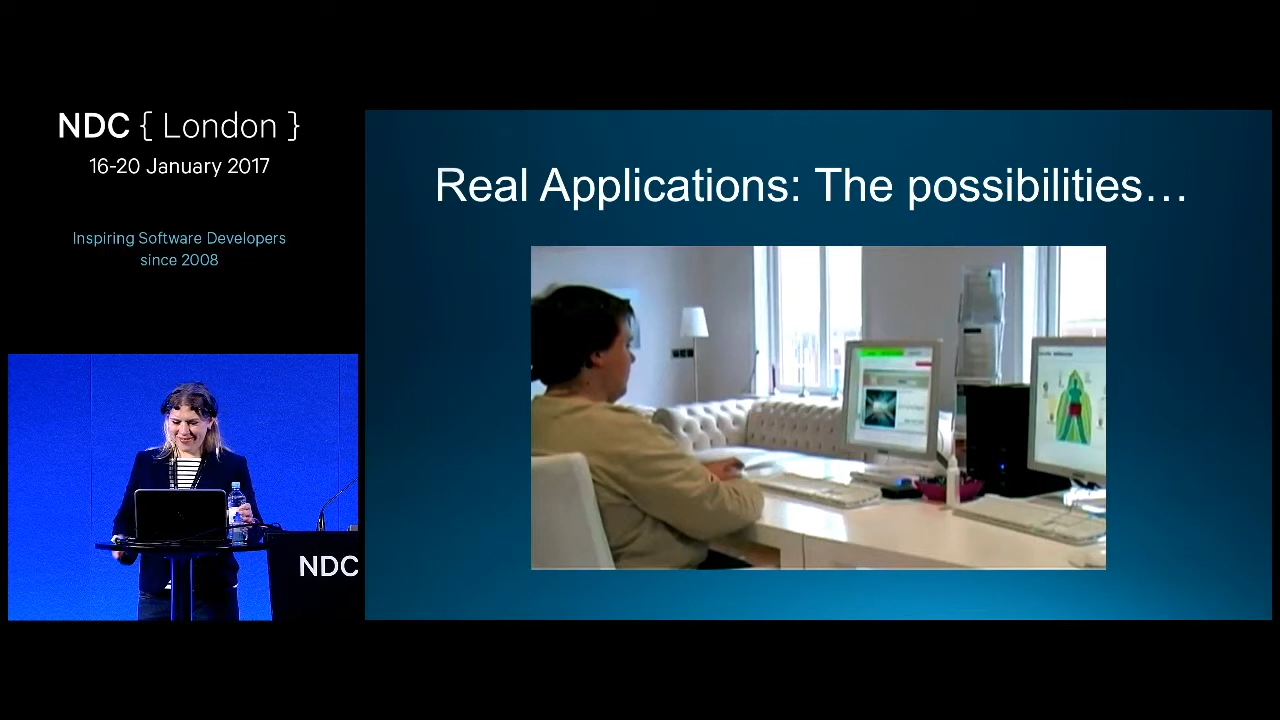 NDC { London }
16-20 January 2017
Inspiring Software Developers
since 2008
Real Applications: The possibilities…
NDC